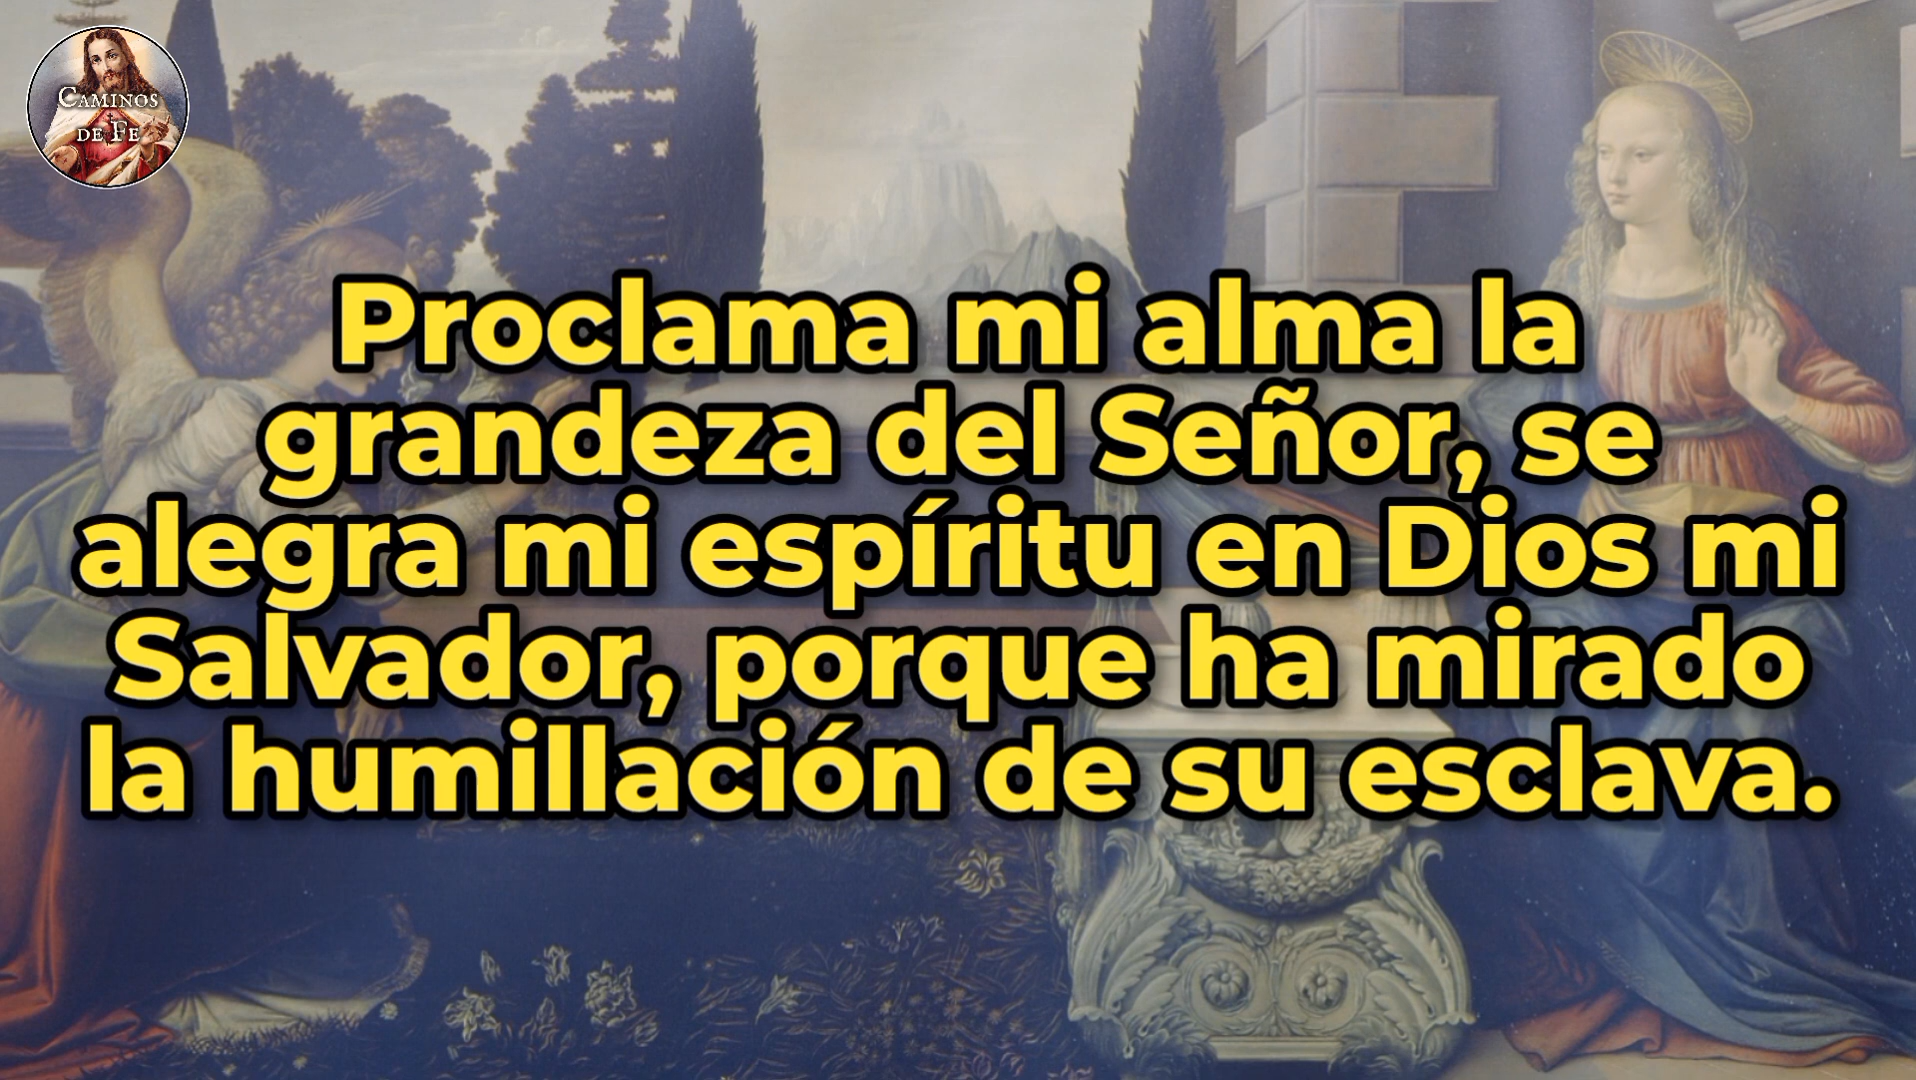 CAMINOS
DE FE
Proclama mi alma la
grandeza del Señor, se
alegra mi espíritu en Dios mi
Salvador, porque ha mirado
la humillación de su esclava.